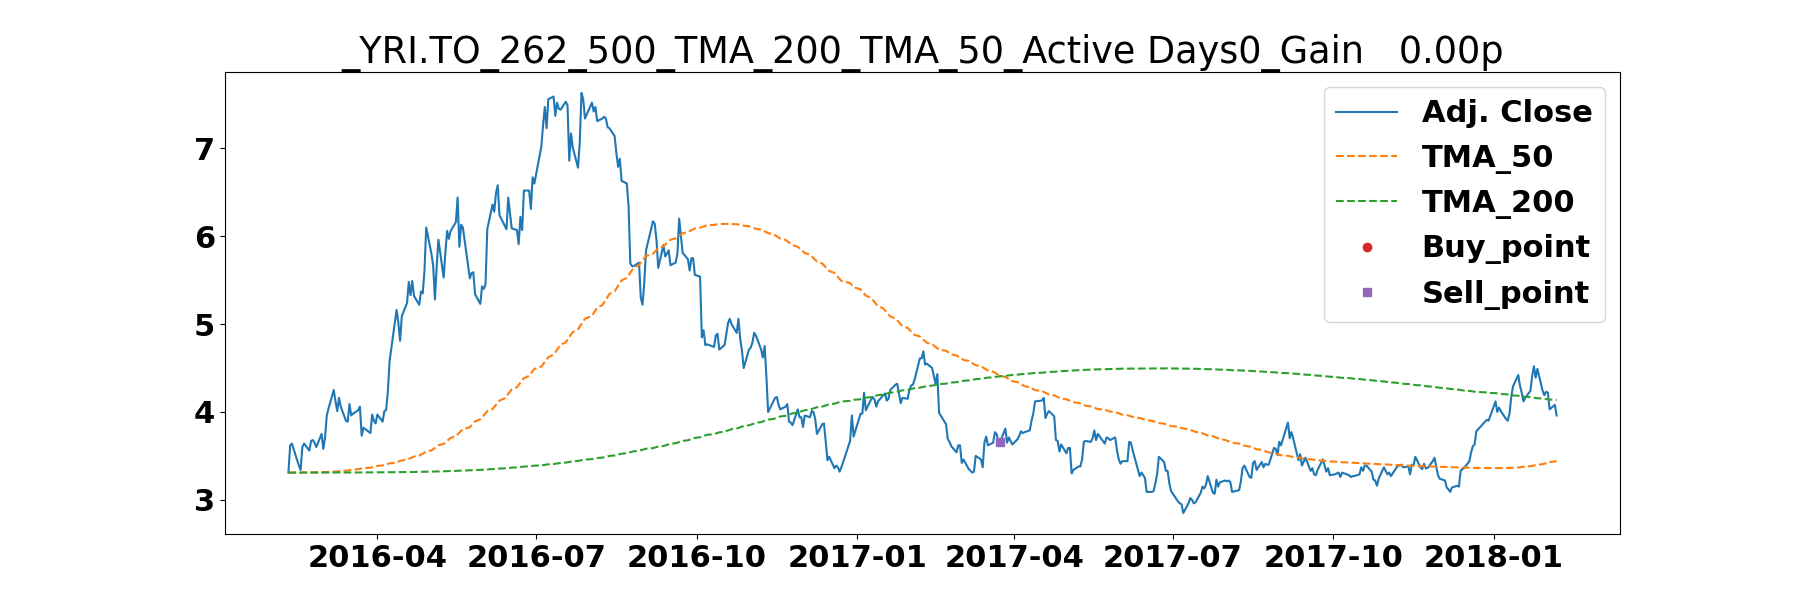 _YRI.TO_262_500_TMA_200_TMA_50_Active Days0_Gain   0.00p
Adj. Close
TMA_50
TMA_200
Buy_point
Sell_point
7
6
5
4
3
2016-04 2016-07 2016-10 2017-01 2017-04 2017-07 2017-10 2018-01